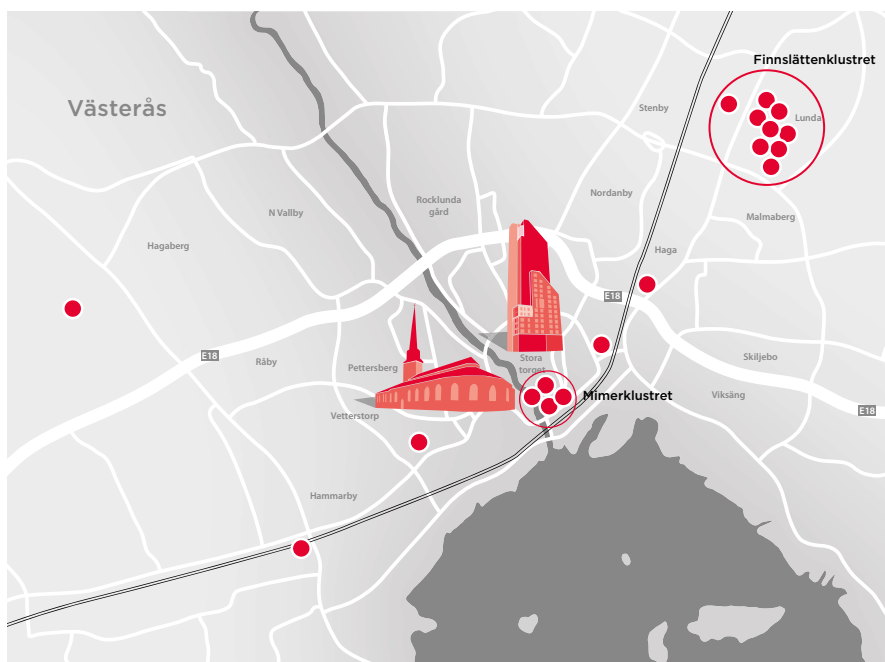 Finnslättenklustret
Västerås
Stenby
Lunda
Rocklunda
gård
Nordanby
N Vallby
Malmaberg
Hagaberg
Haga
E18
E18
Råby
Pettersberg
Stora
torget
Skiljebo
Mimerklustret
Viksäng
E18
Vetterstorp
Hammarby